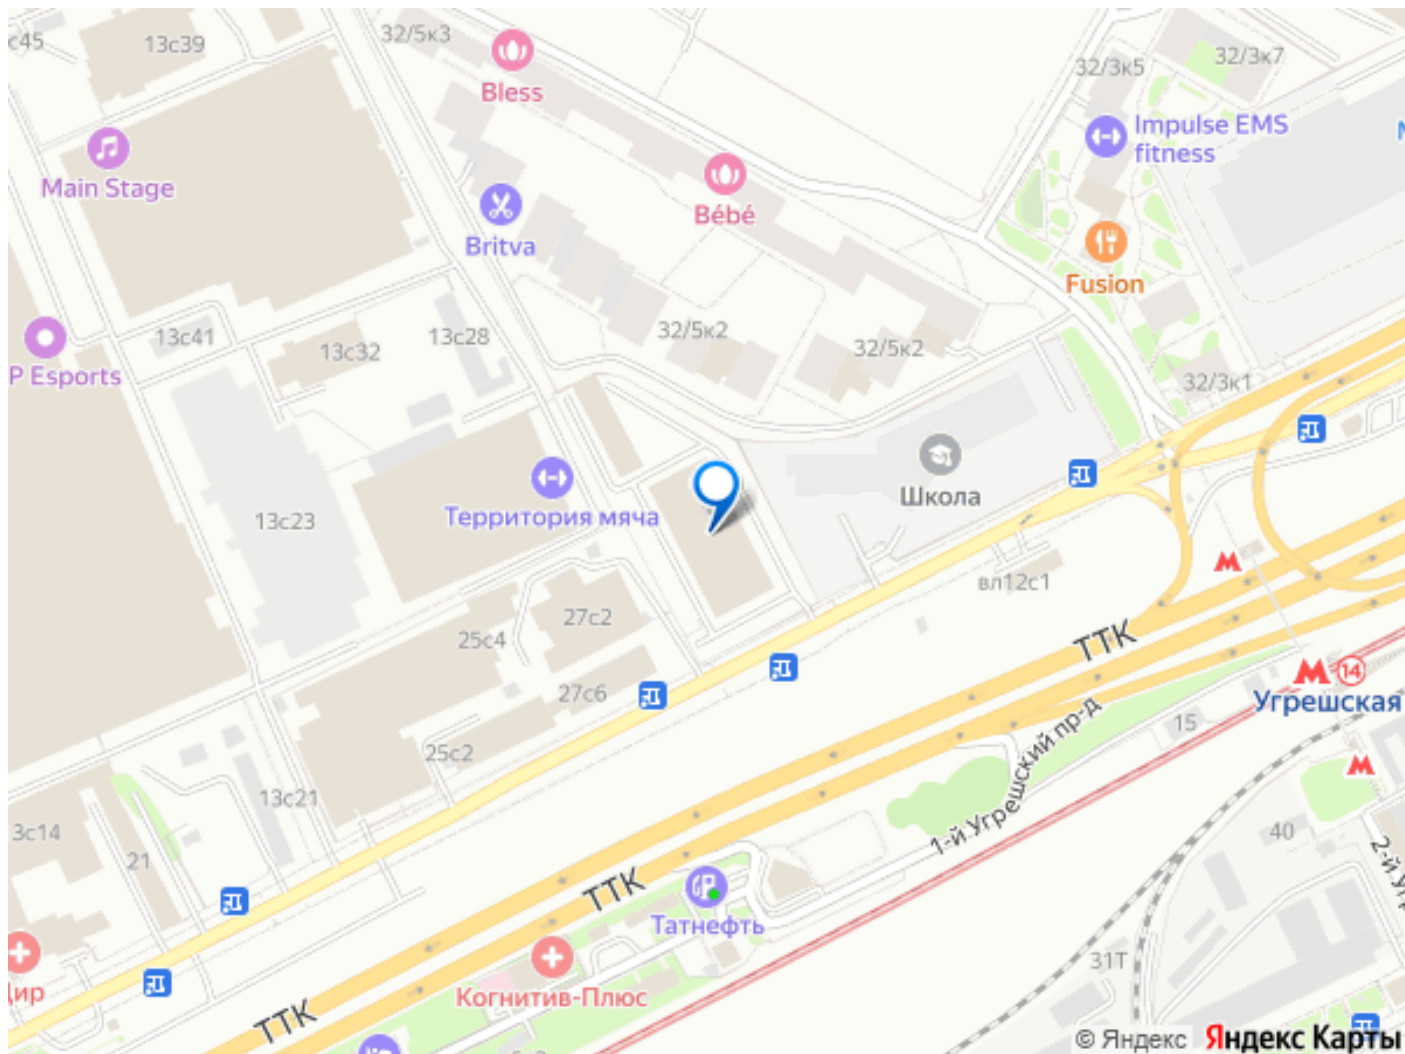 с45
13с39
32/5к3
Bless
32/3к5
32/3к7
Impulse EMS
fitness
Main Stage
Britva
Bébé
Fusion
13с41
13с32
13с28
32/5к2
32/5к2
P Esports
32/3к1
Территория мяча
Школа
13с23
вл12с1
27с2
25с4
27с6
ТТК
14
Угрешская
15
25с2
1-й Угрешский пр-д
13с21
3с14
21
40
ТТК
Татнефть
31Т
Когнитив-Плюс
ТТК
© Яндекс Яндекс Карты